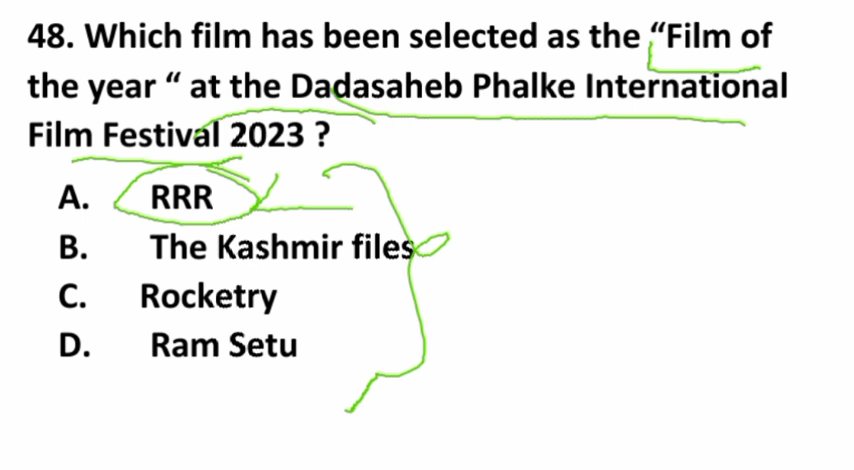 48. Which film has been selected as the “Film of
the year “ at the Dadasaheb Phalke International
Film Festival 2023 ?
A. RRR
B. The Kashmir files
C. Rocketry
D. Ram Setu